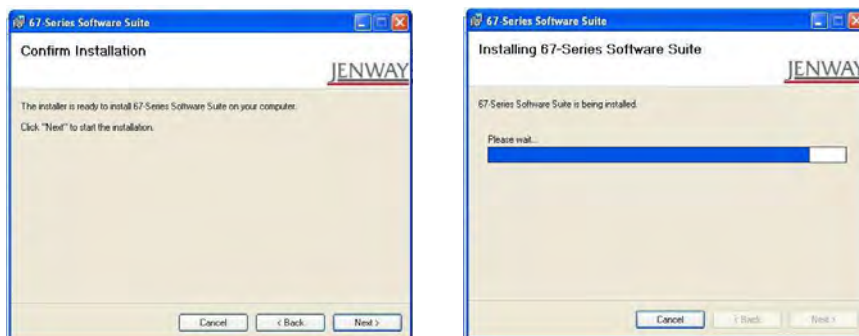 67-Series Software Suite
Confirm Installation
JENWAY
The installer is ready to install 67-Series Software Suite on your computer.
Click "Next" to start the installation.
Cancel
< Back
Next >
67-Series Software Suite
Installing 67-Series Software Suite
JENWAY
67-Series Software Suite is being installed.
Please wait...
Cancel
< Back
Next >